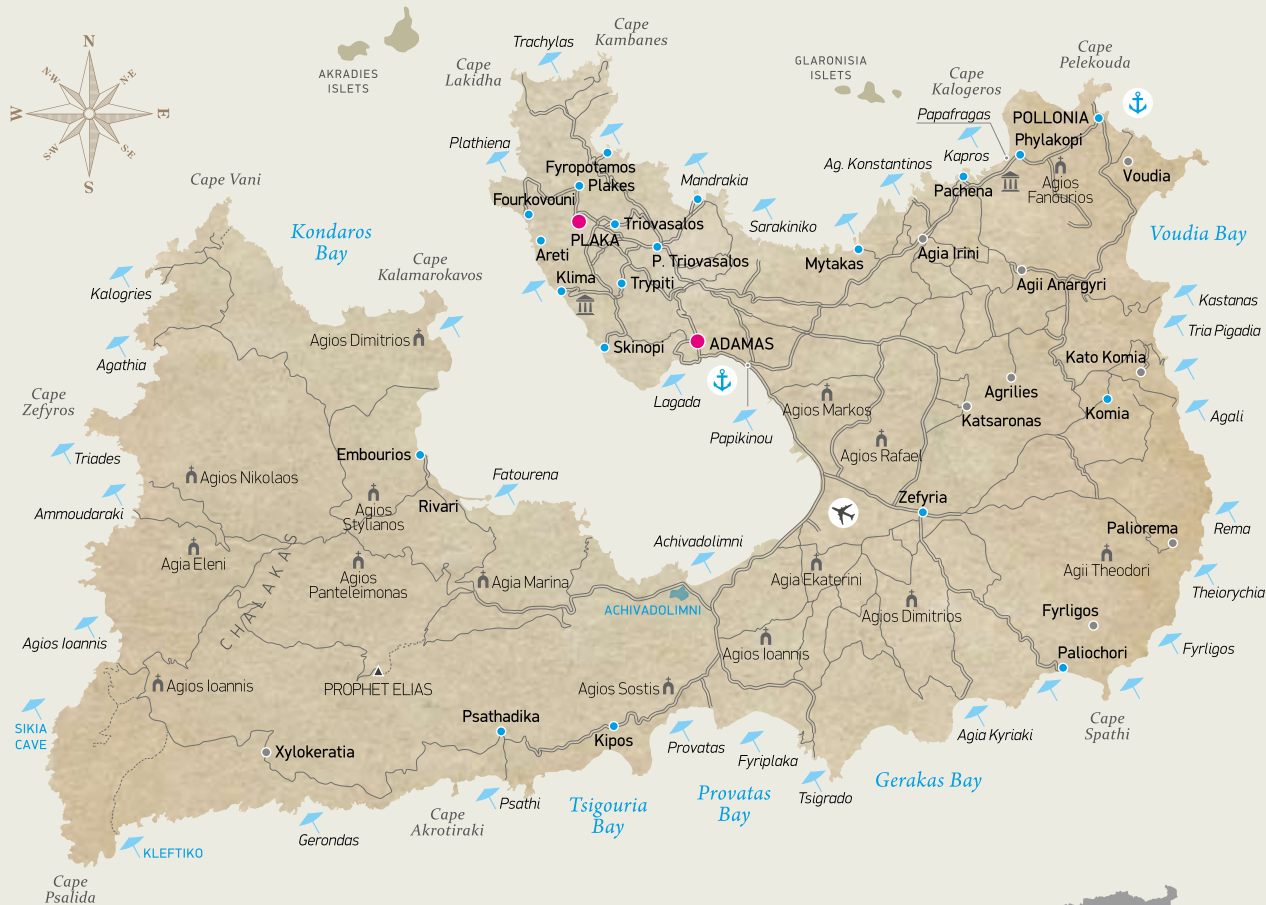 N
N-W
N-E
W
E
S-W
S-E
S
AKRADIES
ISLETS
Trachylas
Cape
Kambanes
Cape
Lakidha
GLARONISIA
ISLETS
Cape
Kalogeros
Cape
Pelekouda
Papafragas
POLLONIA
Phylakopi
Kapros
Plathiena
Fyropotamos
Plakes
Mandrakia
Ag. Konstantinos
Pachena
Agios
Fanourios
Voudia
Cape Vani
Fourkovouni
PLAKA
Triovasalos
Sarakiniko
Kondaros
Bay
Areti
P. Triovasalos
Mytakas
Agia Irini
Voudia Bay
Cape
Kalamarokavos
Klima
Trypiti
Agii Anargyri
Kalogries
Kastanas
Tria Pigadia
Agios Dimitrios
Skinopi
ADAMAS
Kato Komia
Agathia
Agrilies
Cape
Zefyros
Lagada
Agios Markos
Katsaronas
Komia
Agali
Papikinou
Triades
Embourios
Agios Rafael
Agios Nikolaos
Fatourena
Zefyria
Ammoudaraki
Agios
Stylianos
Rivari
Paliorema
Rema
Achivadolimni
Agia Eleni
CHALAKAS
Agios
Panteleimonas
Agia Marina
Agia Ekaterini
Agii Theodori
Theiorychia
ACHIVADOLIMNI
Agios Dimitrios
Fyrligos
Agios Ioannis
Agios Ioannis
Paliochori
Fyrligos
Agios Ioannis
PROPHET ELIAS
Agios Sostis
SIKIA
CAVE
Psathadika
Kipos
Provatas
Agia Kyriaki
Cape
Spathi
Xylokeratia
Fyriplaka
Gerakas Bay
Psathi
Tsigouria
Bay
Provatas
Bay
Tsigrado
Cape
Akrotiraki
Gerondas
KLEFTIKO
Cape
Psalida